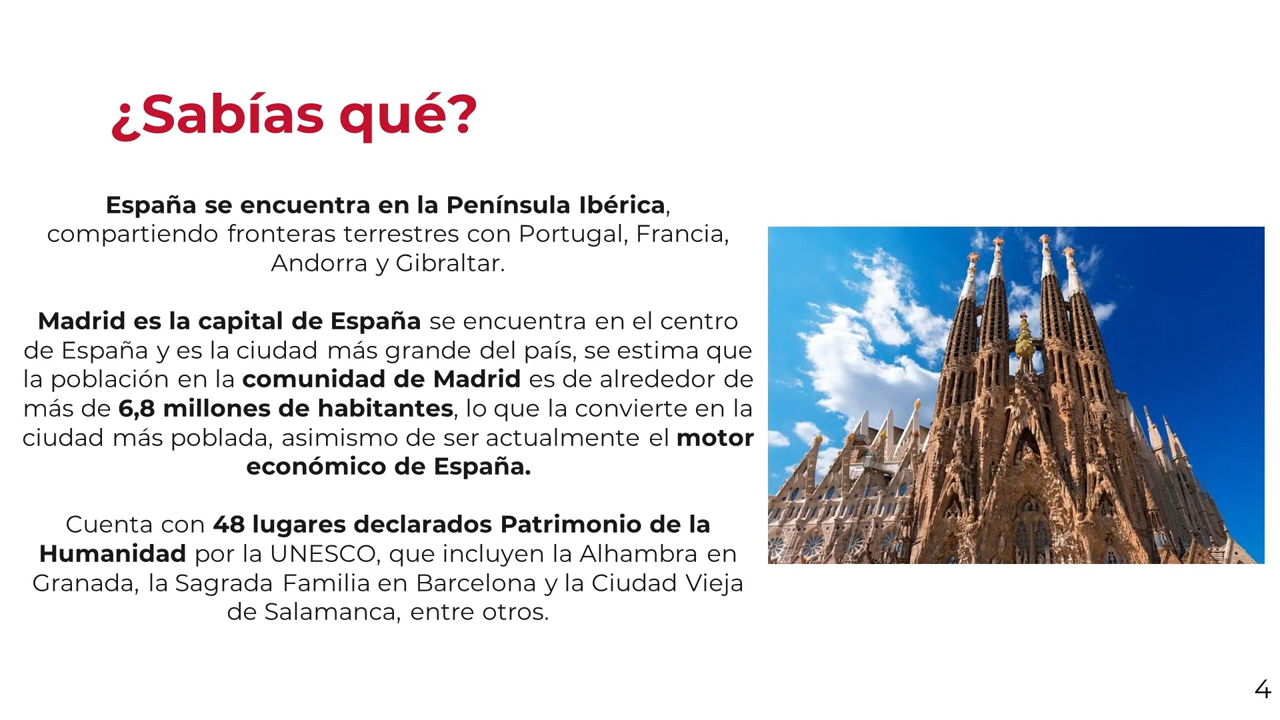 ¿Sabías qué?
España se encuentra en la Península Ibérica,
compartiendo fronteras terrestres con Portugal, Francia,
Andorra y Gibraltar.
Madrid es la capital de España se encuentra en el centro
de España y es la ciudad más grande del país, se estima que
la población en la comunidad de Madrid es de alrededor de
más de 6,8 millones de habitantes, lo que la convierte en la
ciudad más poblada, asimismo de ser actualmente el motor
económico de España.
Cuenta con 48 lugares declarados Patrimonio de la
Humanidad por la UNESCO, que incluyen la Alhambra en
Granada, la Sagrada Familia en Barcelona y la Ciudad Vieja
de Salamanca, entre otros.
4